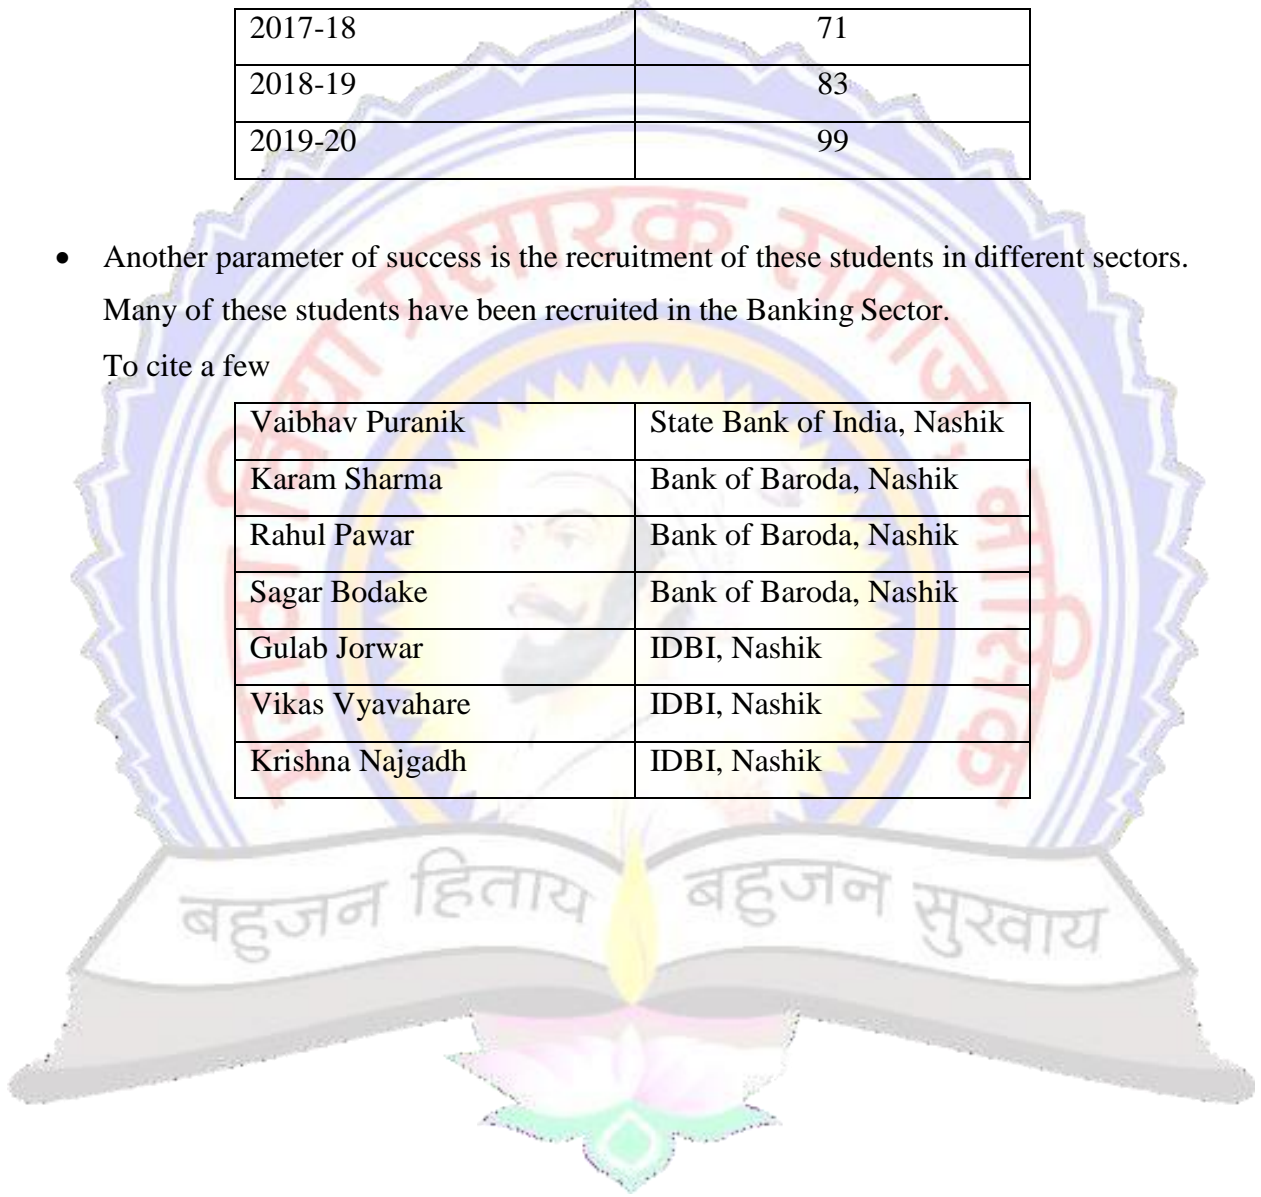 2017-18 71
2018-19 83
2019-20 99
• Another parameter of success is the recruitment of these students in different sectors.
Many of these students have been recruited in the Banking Sector.
To cite a few
Vaibhav Puranik State Bank of India, Nashik
Karam Sharma Bank of Baroda, Nashik
Rahul Pawar Bank of Baroda, Nashik
Sagar Bodake Bank of Baroda, Nashik
Gulab Jorwar IDBI, Nashik
Vikas Vyavahare IDBI, Nashik
Krishna Najgadh IDBI, Nashik
मराठा विद्या प्रसारक समाज, नाशिक
बहुजन हिताय बहुजन सुखाय